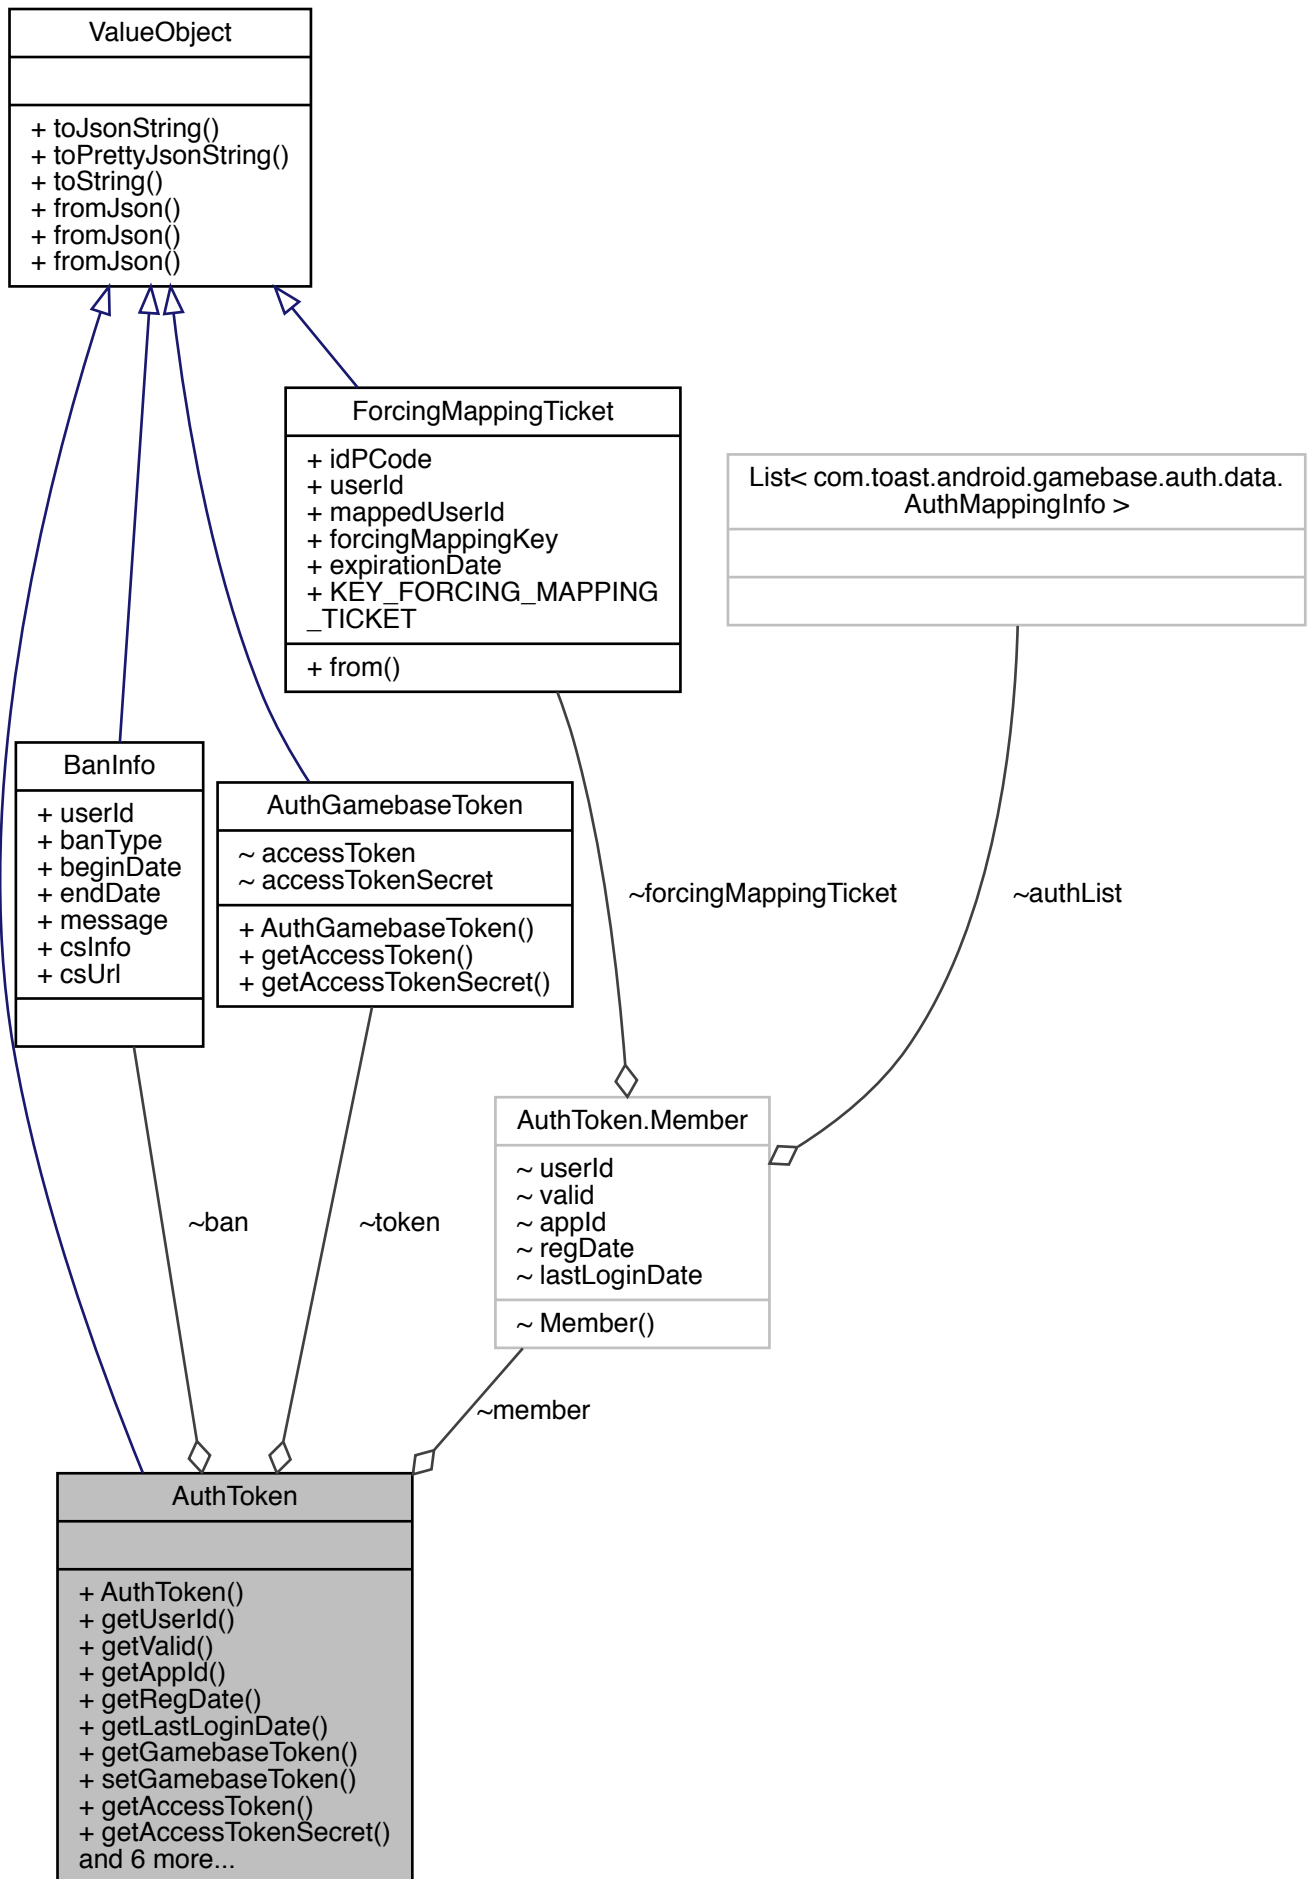 ValueObject
+ toJsonString()
+ toPrettyJsonString()
+ toString()
+ fromJson()
+ fromJson()
+ fromJson()
ForcingMappingTicket
+ idPCode
+ userId
+ mappedUserId
+ forcingMappingKey
+ expirationDate
+ KEY_FORCING_MAPPING
_TICKET
+ from()
List< com.toast.android.gamebase.auth.data.
AuthMappingInfo >
BanInfo
+ userId
+ banType
+ beginDate
+ endDate
+ message
+ csInfo
+ csUrl
AuthGamebaseToken
~ accessToken
~ accessTokenSecret
+ AuthGamebaseToken()
+ getAccessToken()
+ getAccessTokenSecret()
~forcingMappingTicket
~authList
AuthToken.Member
~ userId
~ valid
~ appId
~ regDate
~ lastLoginDate
~ Member()
~ban
~token
~member
AuthToken
+ AuthToken()
+ getUserId()
+ getValid()
+ getAppId()
+ getRegDate()
+ getLastLoginDate()
+ getGamebaseToken()
+ setGamebaseToken()
+ getAccessToken()
+ getAccessTokenSecret()
and 6 more...